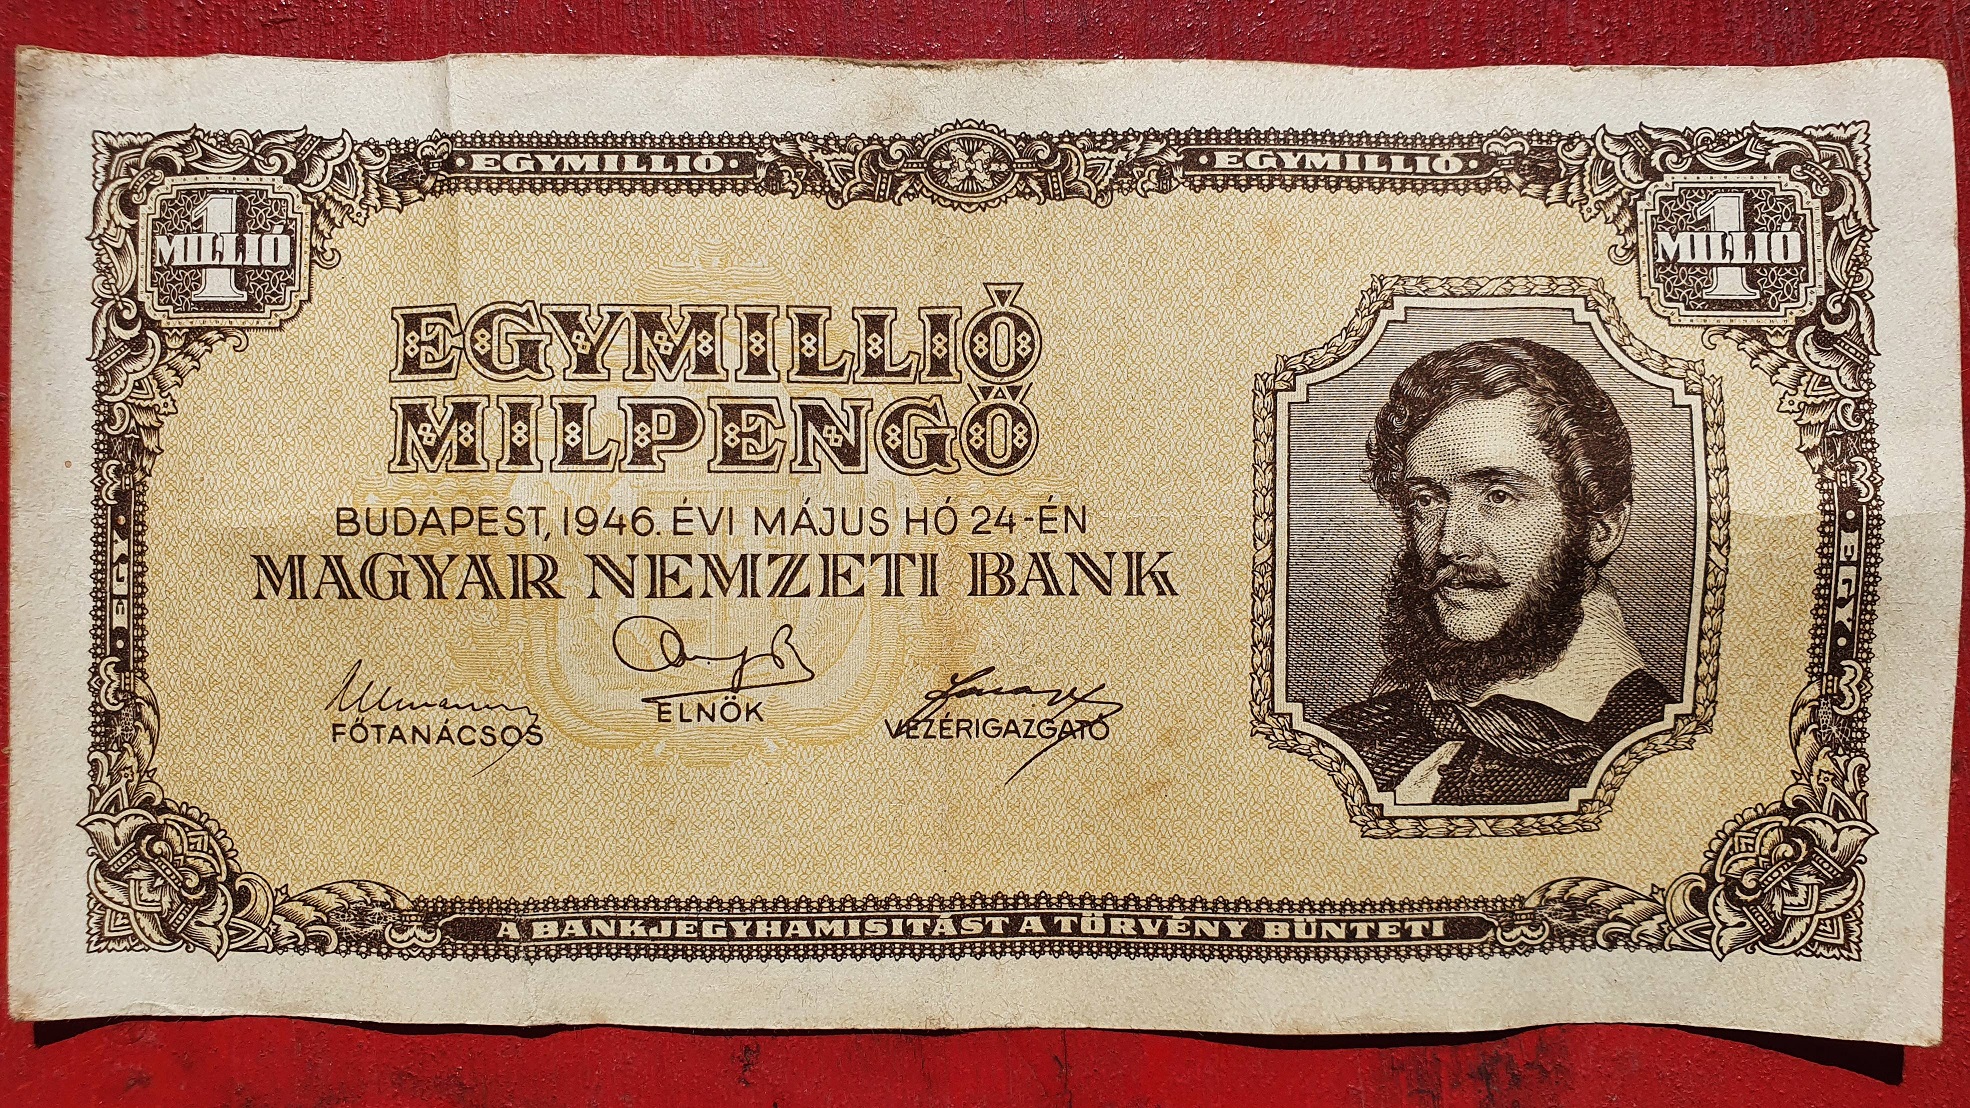 ·EGYMILLIÓ· ·EGYMILLIÓ·
1 MILLIÓ 1 MILLIÓ
EGYMILLIÓ
MILPENGŐ
BUDAPEST, 1946. ÉVI MÁJUS HÓ 24-ÉN
MAGYAR NEMZETI BANK
FŐTANÁCSOS ELNÖK VEZÉRIGAZGATÓ
·EGY· ·EGY·
A BANKJEGYHAMISITÁST A TÖRVÉNY BÜNTETI